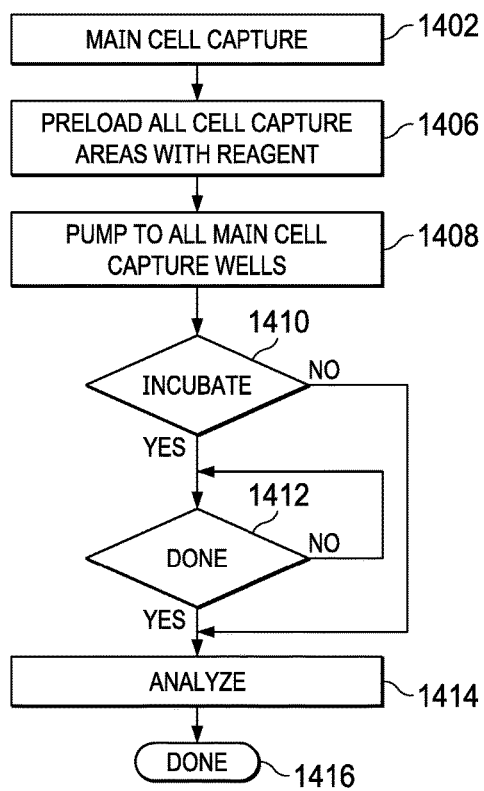 MAIN CELL CAPTURE
1402
PRELOAD ALL CELL CAPTURE
AREAS WITH REAGENT
1406
PUMP TO ALL MAIN CELL
CAPTURE WELLS
1408
1410
INCUBATE
NO
YES
1412
DONE
NO
YES
ANALYZE
1414
DONE
1416